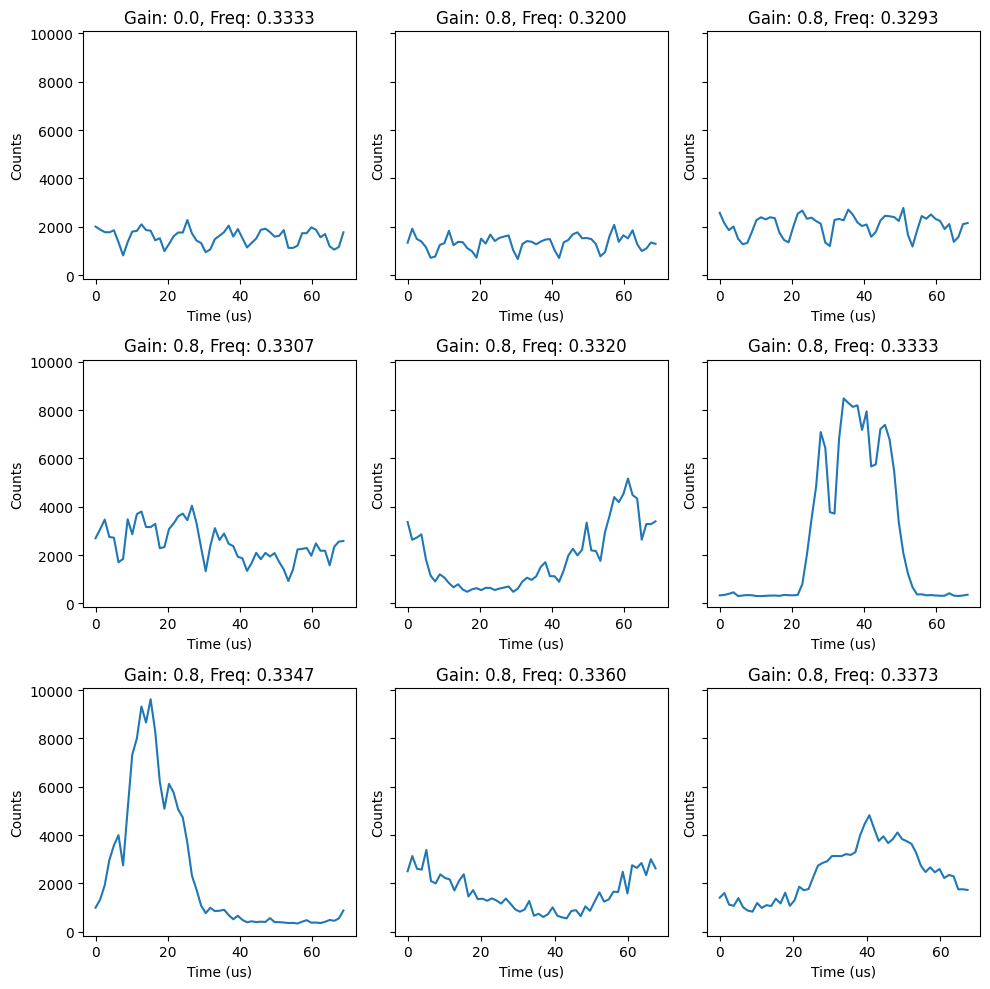 Gain: 0.0, Freq: 0.3333
Gain: 0.8, Freq: 0.3200
Gain: 0.8, Freq: 0.3293
10000
8000
6000
4000
2000
0
Counts
Counts
Counts
0 20 40 60
0 20 40 60
0 20 40 60
Time (us)
Time (us)
Time (us)
Gain: 0.8, Freq: 0.3307
Gain: 0.8, Freq: 0.3320
Gain: 0.8, Freq: 0.3333
10000
8000
6000
4000
2000
0
Counts
Counts
Counts
0 20 40 60
0 20 40 60
0 20 40 60
Time (us)
Time (us)
Time (us)
Gain: 0.8, Freq: 0.3347
Gain: 0.8, Freq: 0.3360
Gain: 0.8, Freq: 0.3373
10000
8000
6000
4000
2000
0
Counts
Counts
Counts
0 20 40 60
0 20 40 60
0 20 40 60
Time (us)
Time (us)
Time (us)